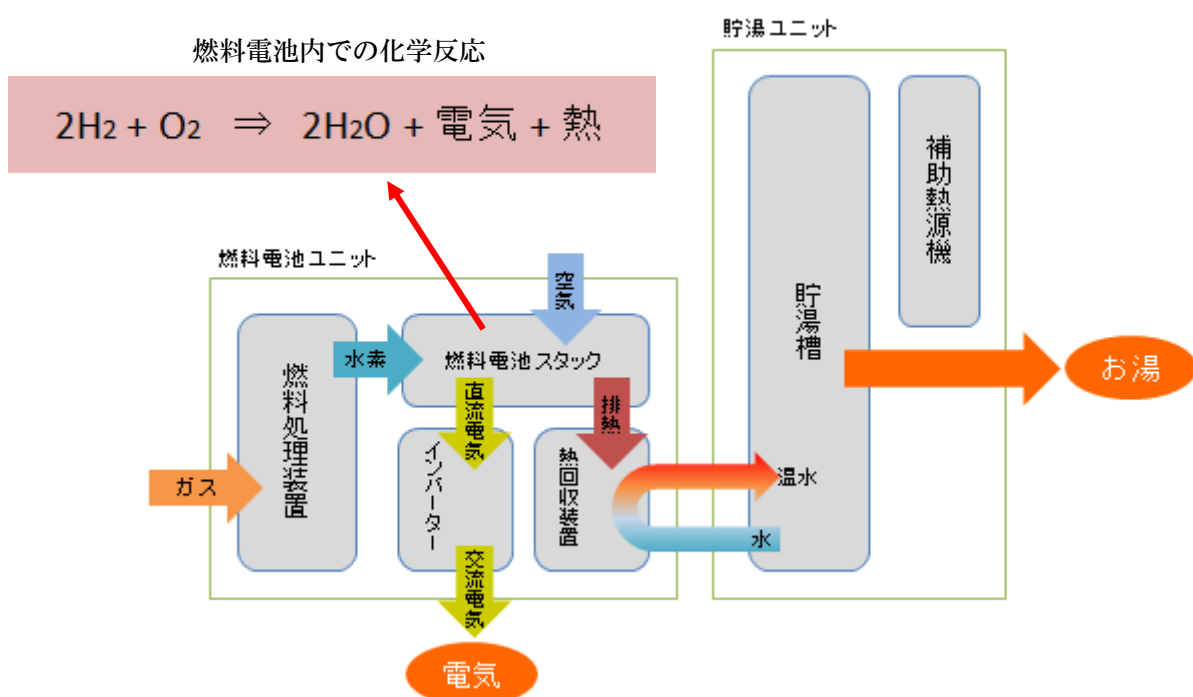 貯湯ユニット
燃料電池内での化学反応
2H2 + O2 ⇒ 2H2O + 電気 + 熱
補助熱源機
燃料電池ユニット
空気
貯湯槽
水素
燃料電池スタック
お湯
燃料処理装置
直流電気
排熱
インバーター
熱回収装置
ガス
温水
水
交流電気
電気